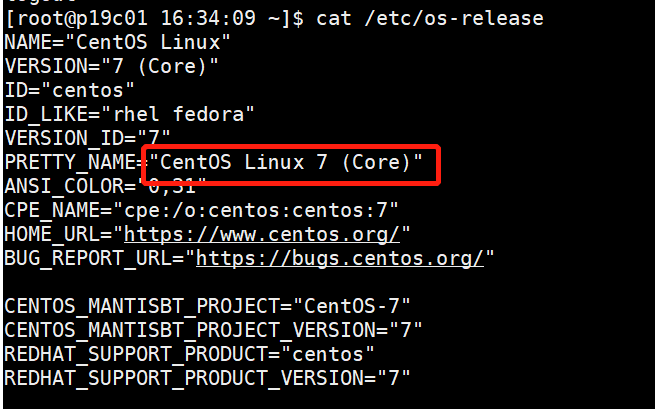 [root@p19c01 16:34:09 ~]$ cat /etc/os-release
NAME="CentOS Linux"
VERSION="7 (Core)"
ID="centos"
ID_LIKE="rhel fedora"
VERSION_ID="7"
PRETTY_NAME="CentOS Linux 7 (Core)"
ANSI_COLOR="0;31"
CPE_NAME="cpe:/o:centos:centos:7"
HOME_URL="https://www.centos.org/"
BUG_REPORT_URL="https://bugs.centos.org/"

CENTOS_MANTISBT_PROJECT="CentOS-7"
CENTOS_MANTISBT_PROJECT_VERSION="7"
REDHAT_SUPPORT_PRODUCT="centos"
REDHAT_SUPPORT_PRODUCT_VERSION="7"